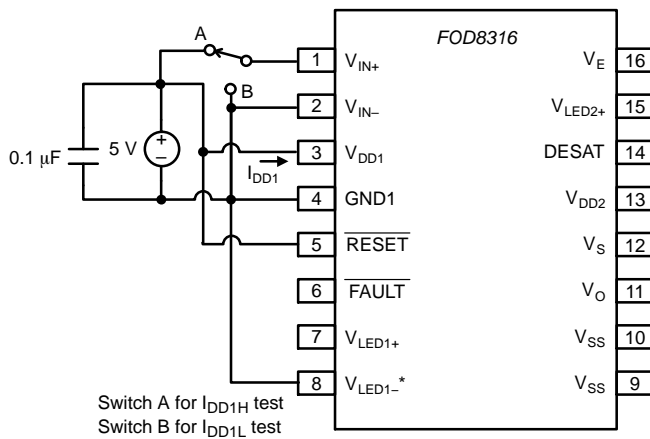 FOD8316
A
B
0.1 μF
5 V
+
−
I_DD1
1 V_IN+
2 V_IN−
3 V_DD1
4 GND1
5 RESET
6 FAULT
7 V_LED1+
8 V_LED1−*
V_E 16
V_LED2+ 15
DESAT 14
V_DD2 13
V_S 12
V_O 11
V_SS 10
V_SS 9
Switch A for I_DD1H test
Switch B for I_DD1L test